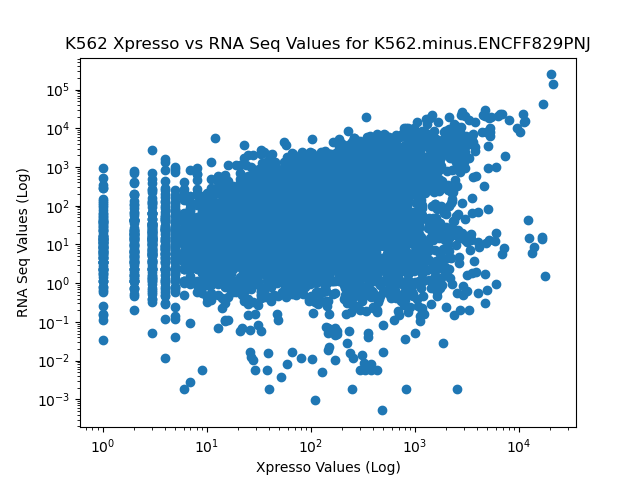 K562 Xpresso vs RNA Seq Values for K562.minus.ENCFF829PNJ
RNA Seq Values (Log)
10^5
10^4
10^3
10^2
10^1
10^0
10^-1
10^-2
10^-3
10^0 10^1 10^2 10^3 10^4
Xpresso Values (Log)